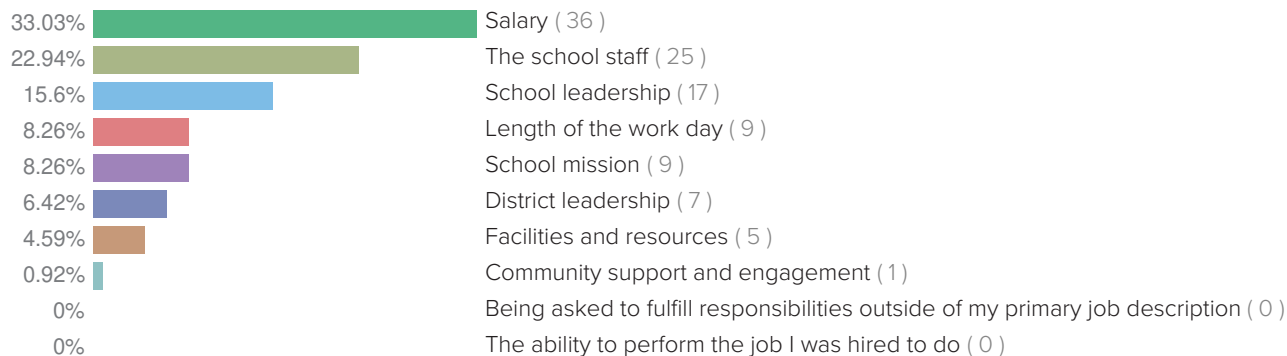 33.03% Salary ( 36 )
22.94% The school staff ( 25 )
15.6% School leadership ( 17 )
8.26% Length of the work day ( 9 )
8.26% School mission ( 9 )
6.42% District leadership ( 7 )
4.59% Facilities and resources ( 5 )
0.92% Community support and engagement ( 1 )
0% Being asked to fulfill responsibilities outside of my primary job description ( 0 )
0% The ability to perform the job I was hired to do ( 0 )